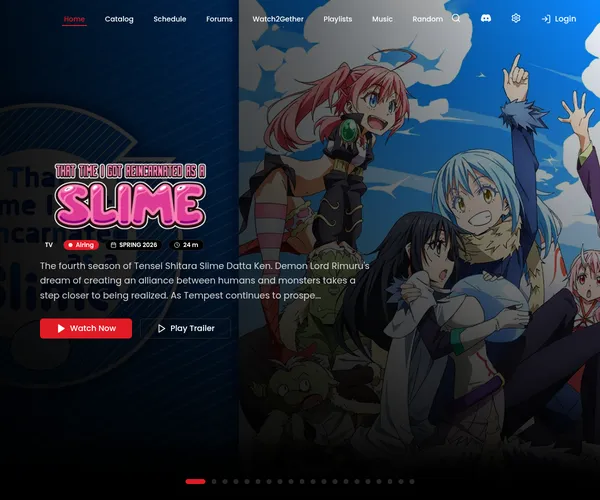 Home Catalog Schedule Forums Watch2Gether Playlists Music Random Login
THAT TIME I GOT REINCARNATED AS A
SLIME
TV Airing SPRING 2026 24 m
The fourth season of Tensei Shitara Slime Datta Ken. Demon Lord Rimuru's
dream of creating an alliance between humans and monsters takes a
step closer to being realized. As Tempest continues to prospe...
Watch Now Play Trailer